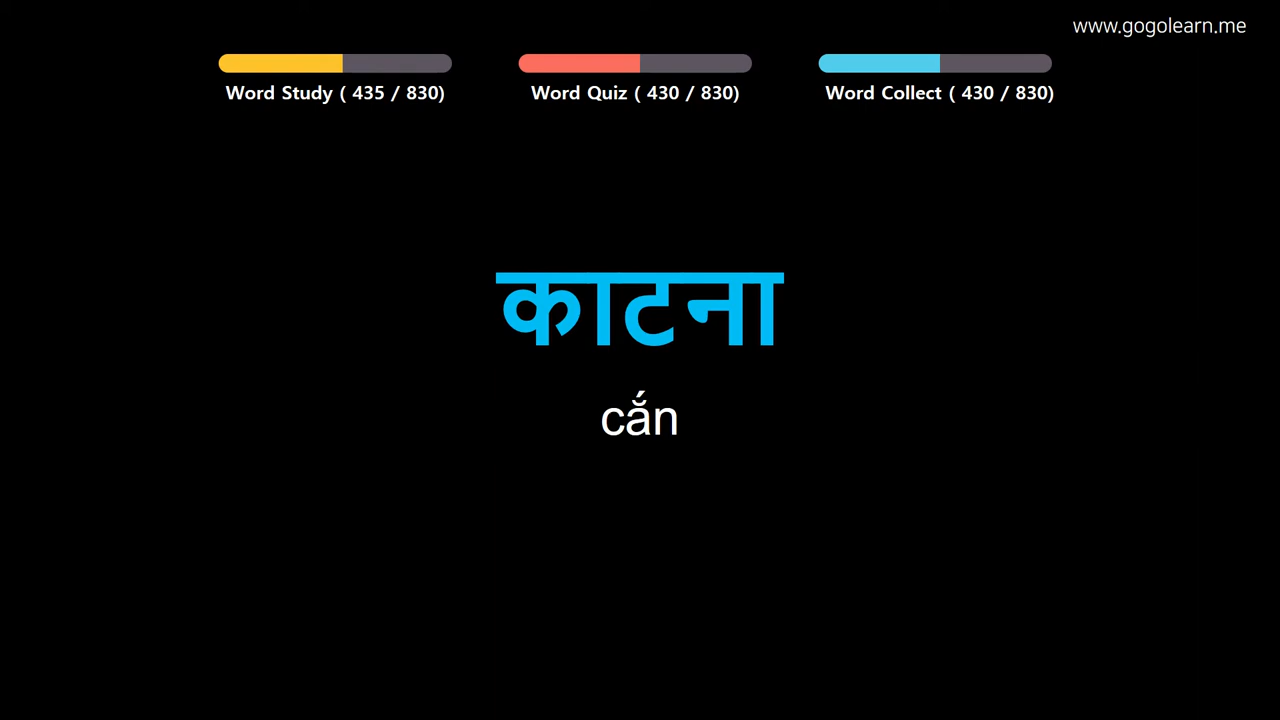 www.gogolearn.me
Word Study ( 435 / 830)
Word Quiz ( 430 / 830)
Word Collect ( 430 / 830)
काटना
cắn